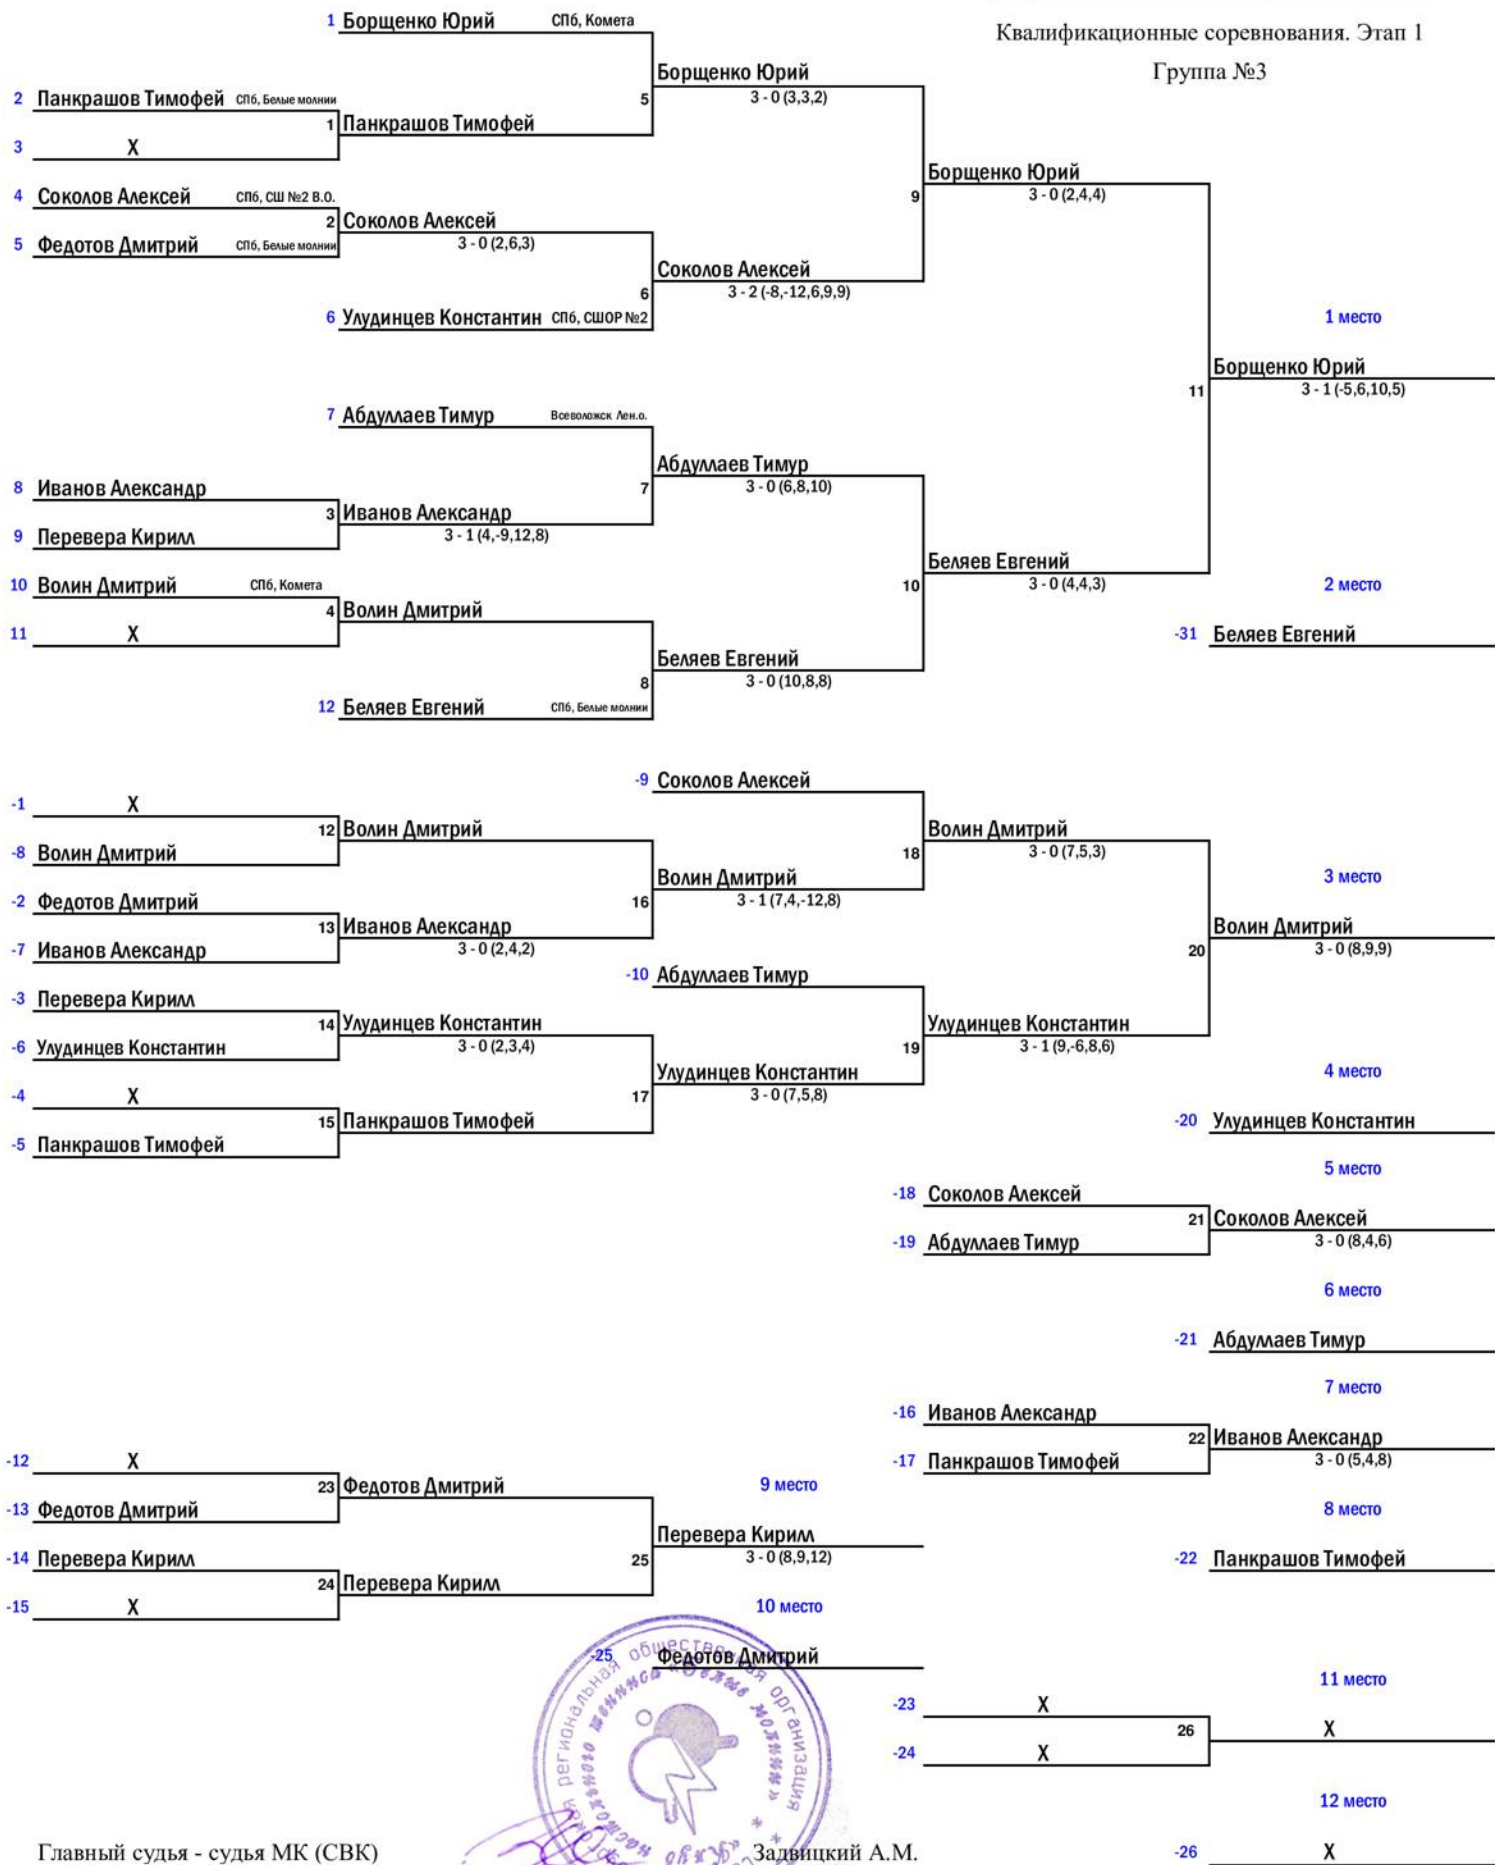 Квалификационные соревнования. Этап 1
Группа №3
1 Борщенко Юрий СПб, Комета
Борщенко Юрий
3 - 0 (3,3,2)
2 Панкрашов Тимофей СПб, Белые молнии
5
1 Панкрашов Тимофей
3 X
Борщенко Юрий
3 - 0 (2,4,4)
4 Соколов Алексей СПб, СШ №2 В.О.
9
2 Соколов Алексей
3 - 0 (2,6,3)
5 Федотов Дмитрий СПб, Белые молнии
Соколов Алексей
3 - 2 (-8,-12,6,9,9)
6
6 Улудинцев Константин СПб, СШОР №2
1 место
Борщенко Юрий
3 - 1 (-5,6,10,5)
11
7 Абдуллаев Тимур Всеволожск Лен.о.
Абдуллаев Тимур
3 - 0 (6,8,10)
8 Иванов Александр
7
3 Иванов Александр
3 - 1 (4,-9,12,8)
9 Перевера Кирилл
Беляев Евгений
3 - 0 (4,4,3)
10 Волин Дмитрий СПб, Комета
10
2 место
4 Волин Дмитрий
11 X
-31 Беляев Евгений
Беляев Евгений
3 - 0 (10,8,8)
8
12 Беляев Евгений СПб, Белые молнии
-9 Соколов Алексей
-1 X
12 Волин Дмитрий
Волин Дмитрий
3 - 0 (7,5,3)
-8 Волин Дмитрий
18
Волин Дмитрий
3 - 1 (7,4,-12,8)
3 место
-2 Федотов Дмитрий
16
13 Иванов Александр
3 - 0 (2,4,2)
Волин Дмитрий
3 - 0 (8,9,9)
-7 Иванов Александр
20
-10 Абдуллаев Тимур
-3 Перевера Кирилл
14 Улудинцев Константин
3 - 0 (2,3,4)
Улудинцев Константин
3 - 1 (9,-6,8,6)
-6 Улудинцев Константин
19
Улудинцев Константин
3 - 0 (7,5,8)
4 место
-4 X
17
15 Панкрашов Тимофей
-20 Улудинцев Константин
-5 Панкрашов Тимофей
5 место
-18 Соколов Алексей
21 Соколов Алексей
3 - 0 (8,4,6)
-19 Абдуллаев Тимур
6 место
-21 Абдуллаев Тимур
7 место
-16 Иванов Александр
22 Иванов Александр
3 - 0 (5,4,8)
-17 Панкрашов Тимофей
-12 X
23 Федотов Дмитрий
9 место
-13 Федотов Дмитрий
8 место
Перевера Кирилл
3 - 0 (8,9,12)
-14 Перевера Кирилл
25
-22 Панкрашов Тимофей
24 Перевера Кирилл
-15 X
10 место
-25 Федотов Дмитрий
11 место
-23 X
26 X
-24 X
12 место
региональная общественная организация
настольного тенниса «Белые молнии»
Главный судья - судья МК (СВК) Задвицкий А.М.
-26 X